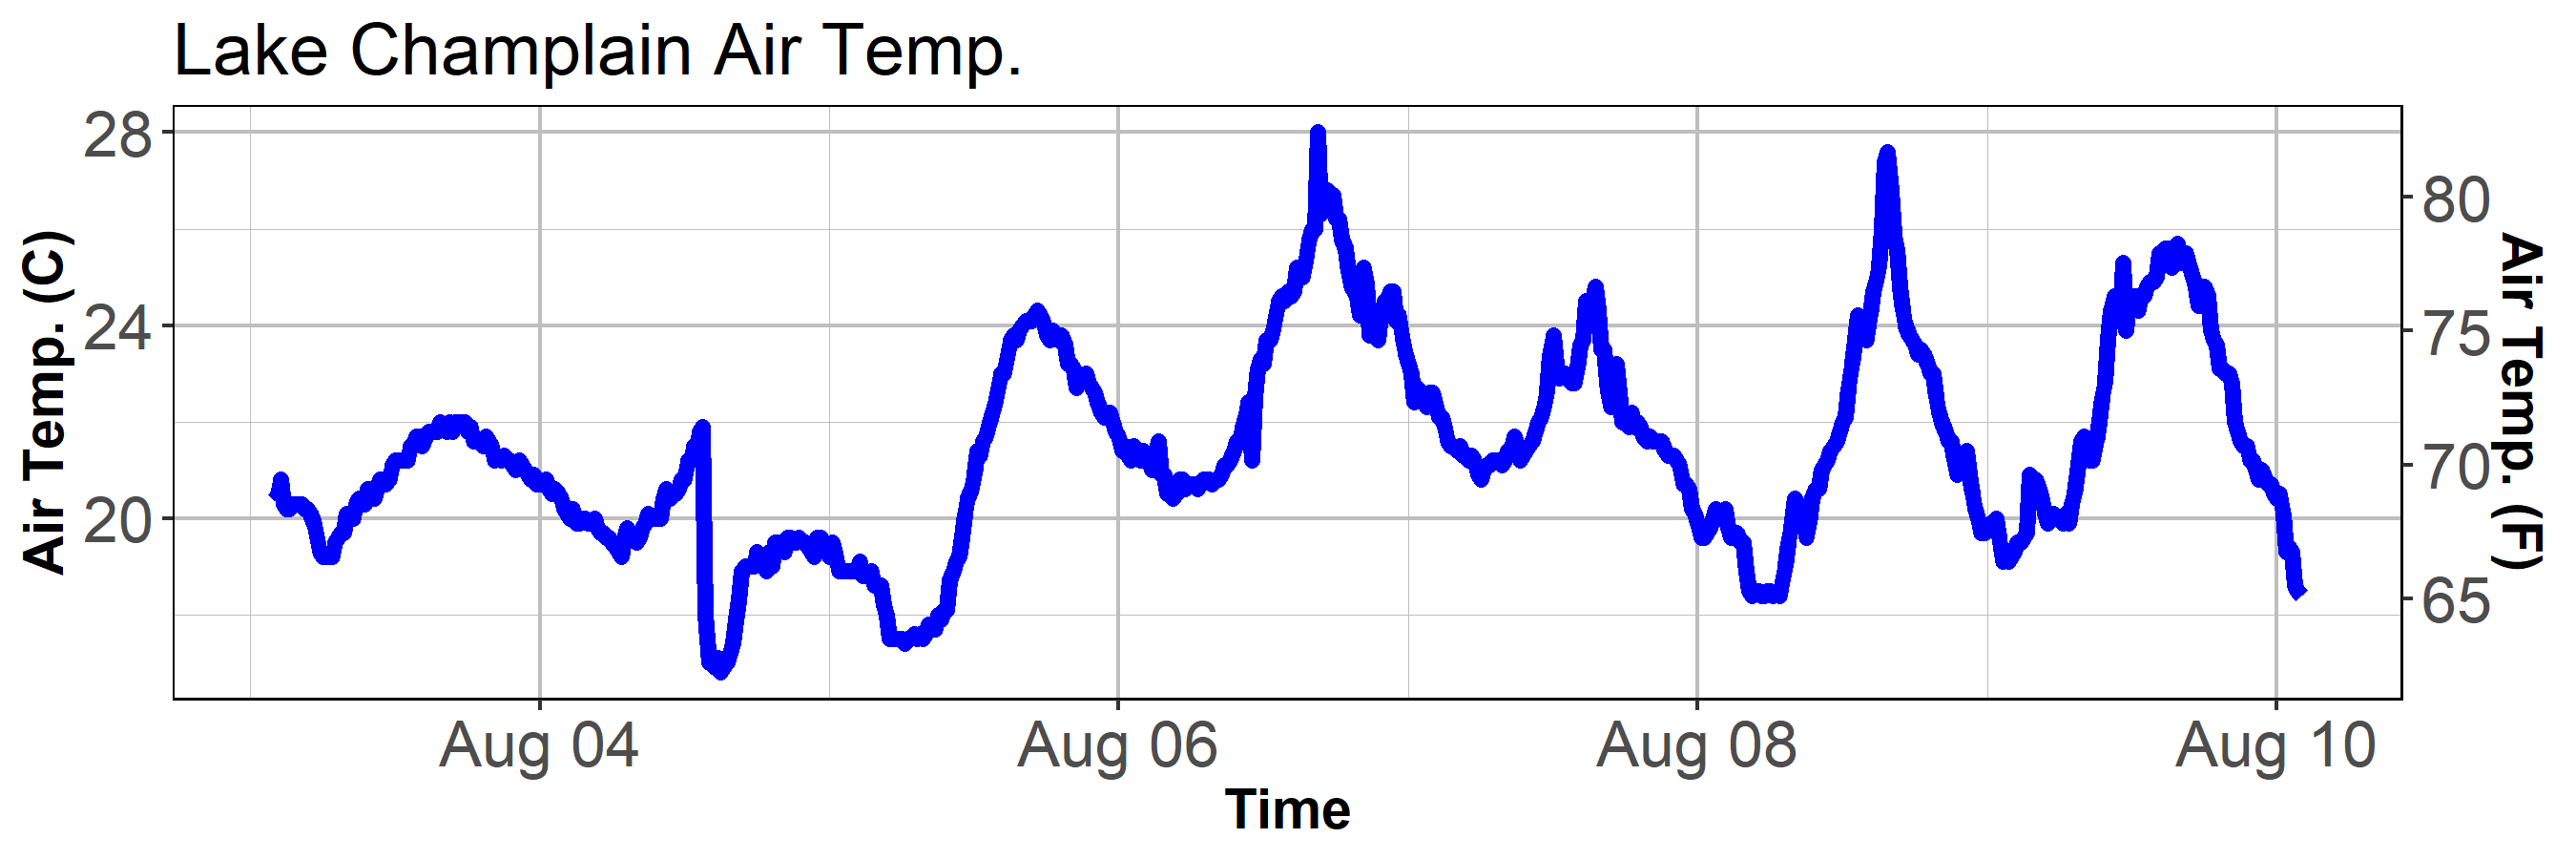 Lake Champlain Air Temp.
28
24
20
Air Temp. (C)
80
75
70
65
Air Temp. (F)
Aug 04
Aug 06
Aug 08
Aug 10
Time